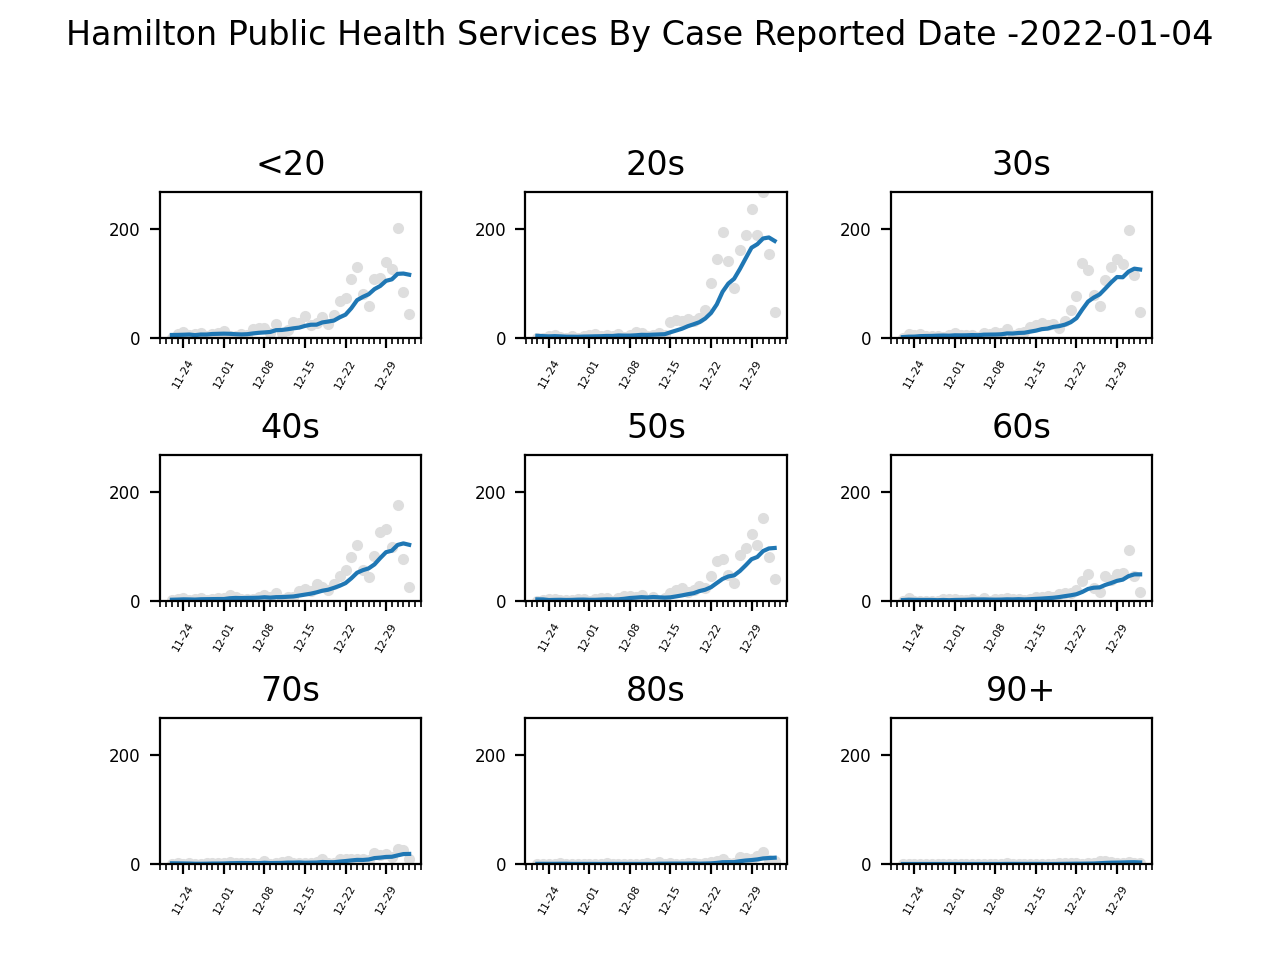 Hamilton Public Health Services By Case Reported Date -2022-01-04
<20 20s 30s
200 200 200
0 0 0
11-24 12-01 12-08 12-15 12-22 12-29 11-24 12-01 12-08 12-15 12-22 12-29 11-24 12-01 12-08 12-15 12-22 12-29
40s 50s 60s
200 200 200
0 0 0
11-24 12-01 12-08 12-15 12-22 12-29 11-24 12-01 12-08 12-15 12-22 12-29 11-24 12-01 12-08 12-15 12-22 12-29
70s 80s 90+
200 200 200
0 0 0
11-24 12-01 12-08 12-15 12-22 12-29 11-24 12-01 12-08 12-15 12-22 12-29 11-24 12-01 12-08 12-15 12-22 12-29